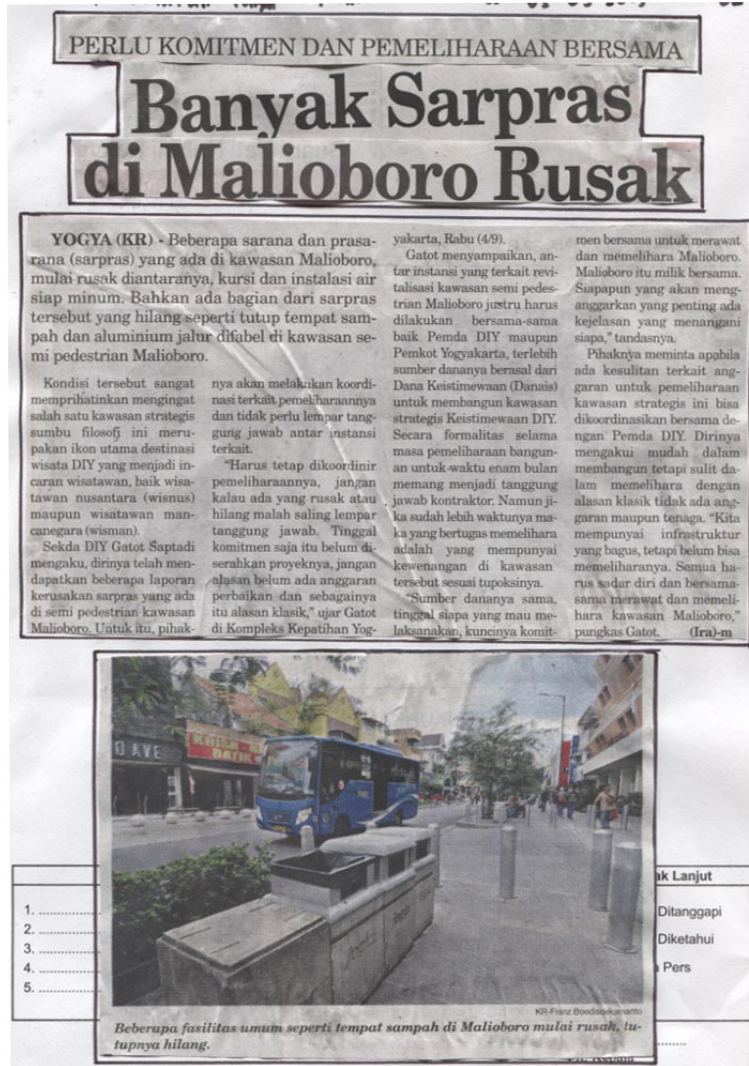 PERLU KOMITMEN DAN PEMELIHARAAN BERSAMA
Banyak Sarpras
di Malioboro Rusak
YOGYA (KR) - Beberapa sarana dan prasa-
rana (sarpras) yang ada di kawasan Malioboro,
mulai rusak diantaranya, kursi dan instalasi air
siap minum. Bahkan ada bagian dari sarpras
tersebut yang hilang seperti tutup tempat sam-
pah dan aluminium jalur difabel di kawasan se-
mi pedestrian Malioboro.
Kondisi tersebut sangat
memprihatinkan mengingat
salah satu kawasan strategis
sumbu filosofi ini meru-
pakan ikon utama destinasi
wisata DIY yang menjadi in-
caran wisatawan, baik wisa-
tawan nusantara (wisnus)
maupun wisatawan man-
canegara (wisman).
Sekda DIY Gatot Saptadi
mengaku, dirinya telah men-
dapatkan beberapa laporan
kerusakan sarpras yang ada
di semi pedestrian kawasan
Malioboro. Untuk itu, pihak-
nya akan melakukan koordi-
nasi terkait pemeliharaannya
dan tidak perlu lempar tang-
gung jawab antar instansi
terkait.
"Harus tetap dikoordinir
pemeliharaannya, jangan
kalau ada yang rusak atau
hilang malah saling lempar
tanggung jawab. Tinggal
komitmen saja itu belum di-
serahkan proyeknya, jangan
alasan belum ada anggaran
perbaikan dan sebagainya
itu alasan klasik," ujar Gatot
di Kompleks Kepatihan Yog-
yakarta, Rabu (4/9).
Gatot menyampaikan, an-
tar instansi yang terkait revi-
talisasi kawasan semi pedes-
trian Malioboro justru harus
dilakukan bersama-sama
baik Pemda DIY maupun
Pemkot Yogyakarta, terlebih
sumber dananya berasal dari
Dana Keistimewaan (Danais)
untuk membangun kawasan
strategis Keistimewaan DIY.
Secara formalitas selama
masa pemeliharaan bangun-
an untuk waktu enam bulan
memang menjadi tanggung
jawab kontraktor. Namun ji-
ka sudah lebih waktunya ma-
ka yang bertugas memelihara
adalah yang mempunyai
kewenangan di kawasan
tersebut sesuai tupoksinya.
"Sumber dananya sama,
tinggal siapa yang mau me-
laksanakan, kuncinya komit-
men bersama untuk merawat
dan memelihara Malioboro.
Malioboro itu milik bersama.
Siapapun yang akan meng-
anggarkan yang penting ada
kejelasan yang menangani
siapa," tandasnya.
Pihaknya meminta apabila
ada kesulitan terkait ang-
garan untuk pemeliharaan
kawasan strategis ini bisa
dikoordinasikan bersama de-
ngan Pemda DIY. Dirinya
mengakui mudah dalam
membangun tetapi sulit da-
lam memelihara dengan
alasan klasik tidak ada ang-
garan maupun tenaga. "Kita
mempunyai infrastruktur
yang bagus, tetapi belum bisa
memeliharanya. Semua ha-
rus sadar diri dan bersama-
sama merawat dan memeli-
hara kawasan Malioboro,"
pungkas Gatot. (Ira)-m
BATIK
KR-Franz Boedisoekarnanto
Beberapa fasilitas umum seperti tempat sampah di Malioboro mulai rusak, tu-
tupnya hilang.
1. ..............
2. ..............
3. ..............
4. ..............
5. ..............
ak Lanjut
Ditanggapi
Diketahui
Pers